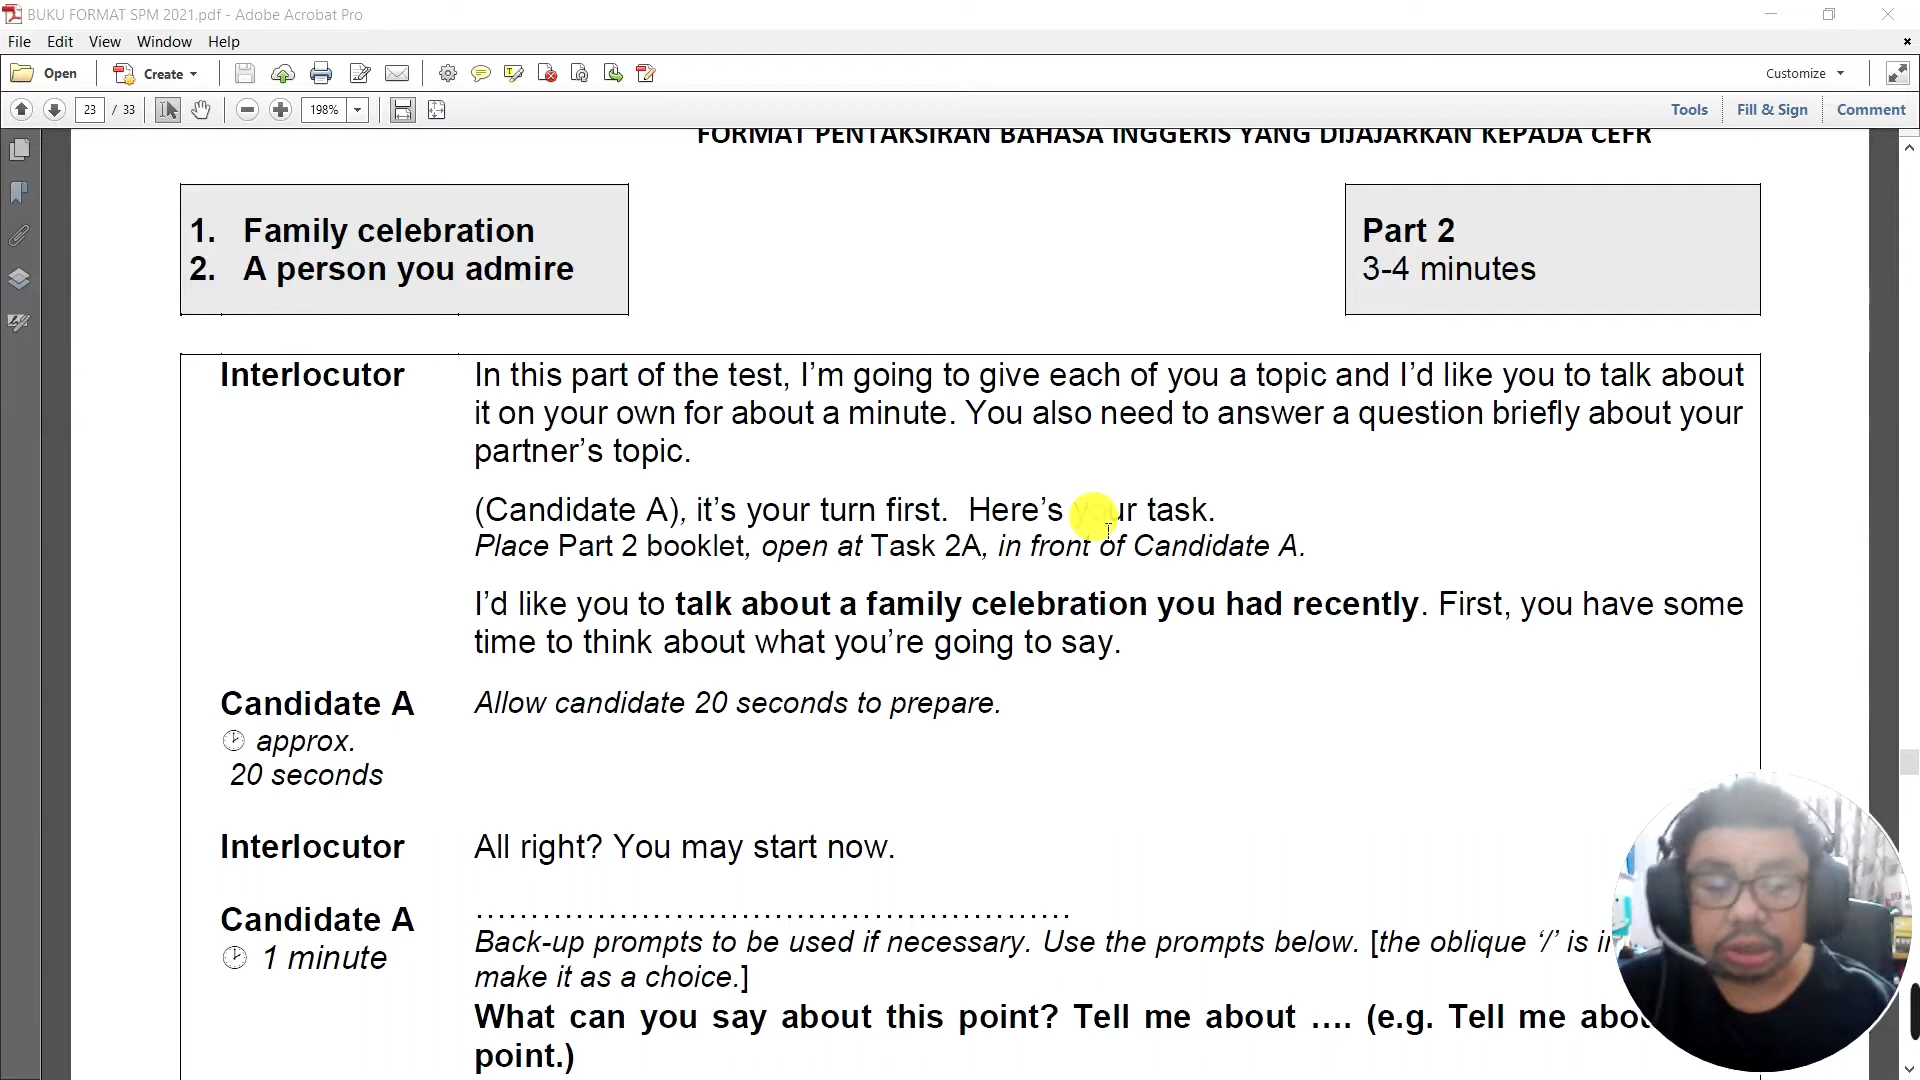 BUKU FORMAT SPM 2021.pdf - Adobe Acrobat Pro
File Edit View Window Help
Open Create Customize
23 / 33 198% Tools Fill & Sign Comment
FORMAT PENTAKSIRAN BAHASA INGGERIS YANG DIJAJARKAN KEPADA CEFR
1. Family celebration
2. A person you admire
Part 2
3-4 minutes
Interlocutor In this part of the test, I’m going to give each of you a topic and I’d like you to talk about
it on your own for about a minute. You also need to answer a question briefly about your
partner’s topic.
(Candidate A), it’s your turn first. Here’s your task.
Place Part 2 booklet, open at Task 2A, in front of Candidate A.
I’d like you to talk about a family celebration you had recently. First, you have some
time to think about what you’re going to say.
Candidate A Allow candidate 20 seconds to prepare.
approx.
20 seconds
Interlocutor All right? You may start now.
Candidate A ………………………………………………
Back-up prompts to be used if necessary. Use the prompts below. [the oblique ‘/’ is
1 minute make it as a choice.]
What can you say about this point? Tell me about …. (e.g. Tell me
point.)